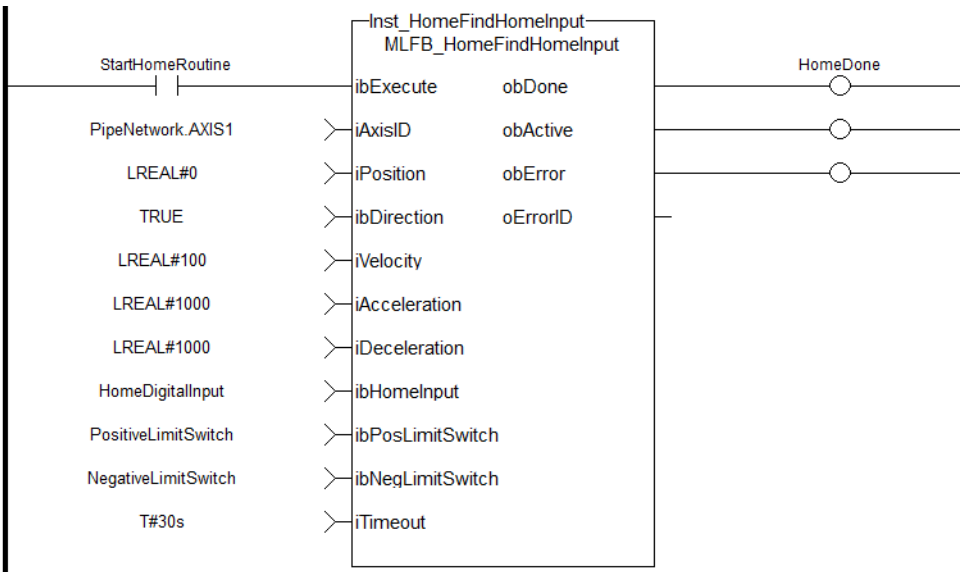 Inst_HomeFindHomeInput
MLFB_HomeFindHomeInput
StartHomeRoutine ibExecute obDone HomeDone
PipeNetwork.AXIS1 iAxisID obActive
LREAL#0 iPosition obError
TRUE ibDirection oErrorID
LREAL#100 iVelocity
LREAL#1000 iAcceleration
LREAL#1000 iDeceleration
HomeDigitalInput ibHomeInput
PositiveLimitSwitch ibPosLimitSwitch
NegativeLimitSwitch ibNegLimitSwitch
T#30s iTimeout